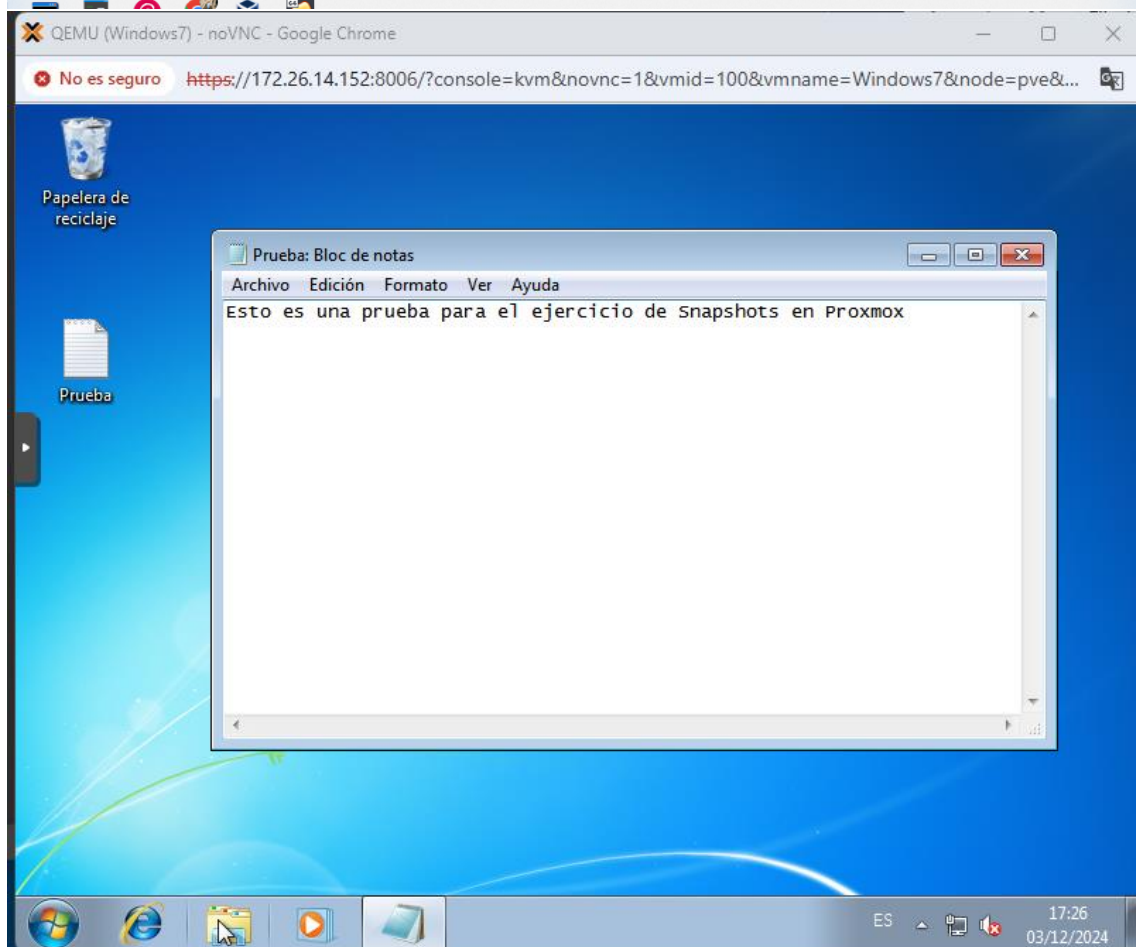 QEMU (Windows7) - noVNC - Google Chrome
No es seguro https://172.26.14.152:8006/?console=kvm&novnc=1&vmid=100&vmname=Windows7&node=pve&...
Papelera de
reciclaje
Prueba: Bloc de notas
Archivo Edición Formato Ver Ayuda
Esto es una prueba para el ejercicio de Snapshots en Proxmox
Prueba
ES
17:26
03/12/2024